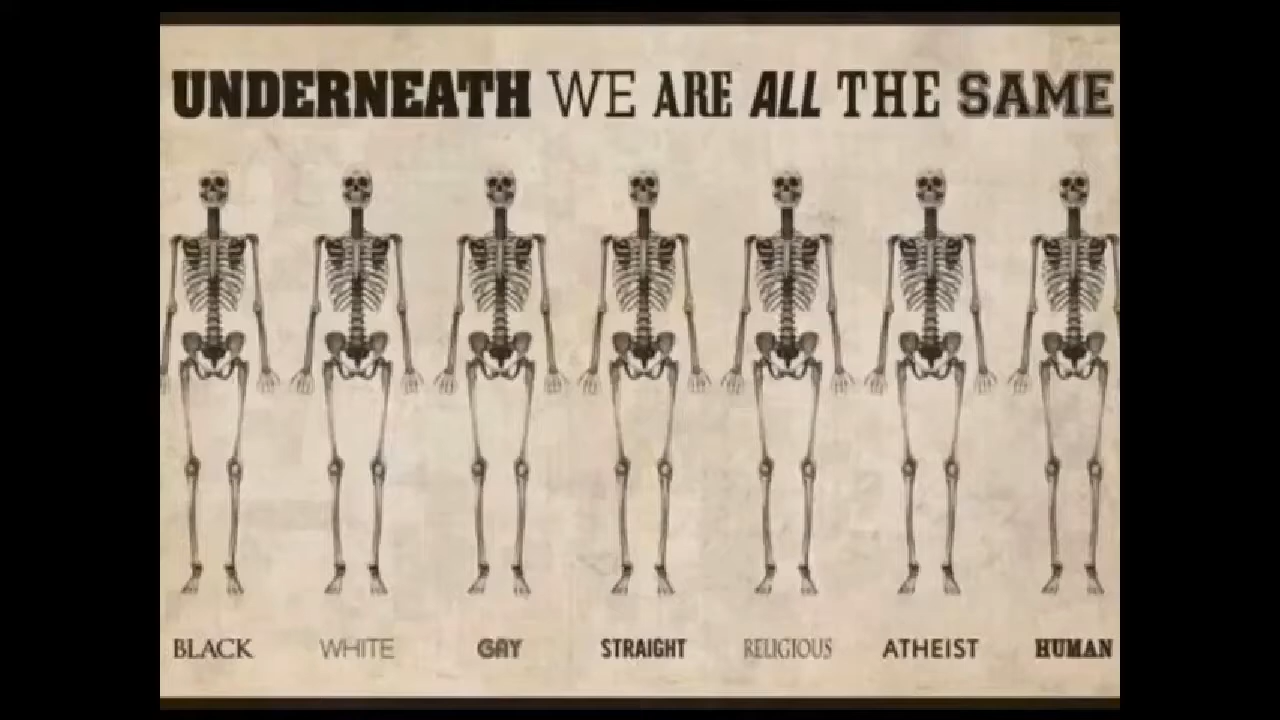 UNDERNEATH WE ARE ALL THE SAME
BLACK WHITE GAY STRAIGHT RELIGIOUS ATHEIST HUMAN